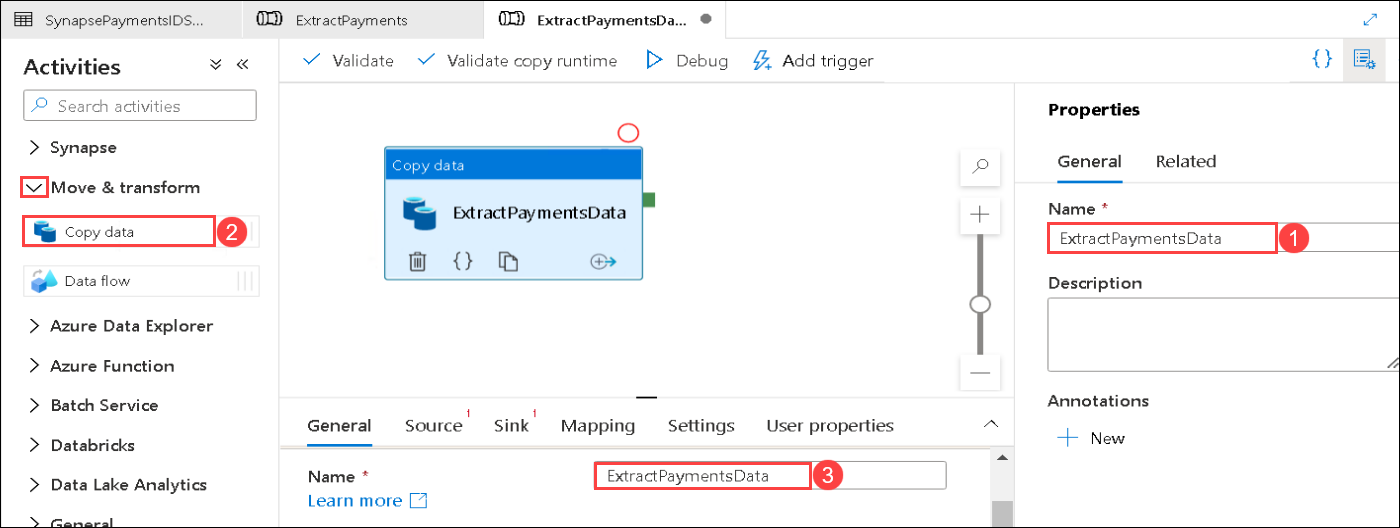 SynapsePaymentsIDS...
ExtractPayments
ExtractPaymentsDa...
Activities
Search activities
Synapse
Move & transform
Copy data
2
Data flow
Azure Data Explorer
Azure Function
Batch Service
Databricks
Data Lake Analytics
General
Validate
Validate copy runtime
Debug
Add trigger
{ }
Copy data
ExtractPaymentsData
{ }
General
Source 1
Sink 1
Mapping
Settings
User properties
Name *
ExtractPaymentsData
3
Learn more
Properties
General
Related
Name *
ExtractPaymentsData
1
Description
Annotations
New